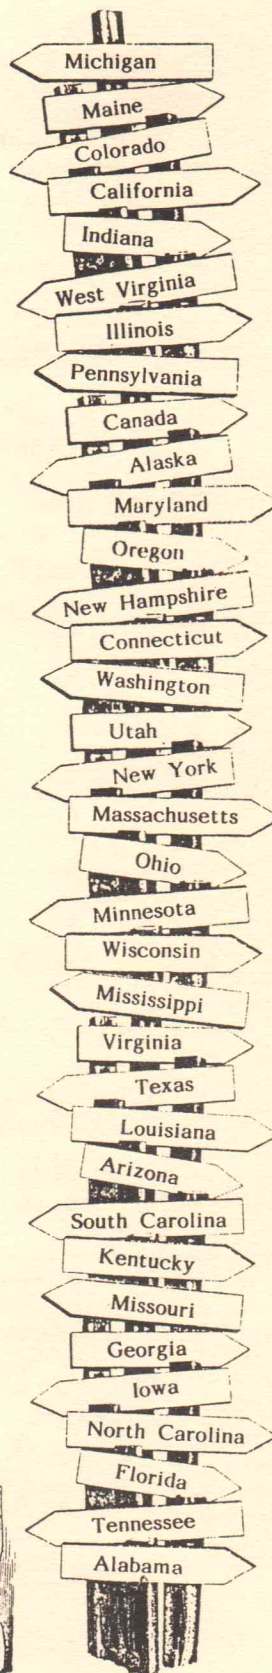 Michigan
Maine
Colorado
California
Indiana
West Virginia
Illinois
Pennsylvania
Canada
Alaska
Maryland
Oregon
New Hampshire
Connecticut
Washington
Utah
New York
Massachusetts
Ohio
Minnesota
Wisconsin
Mississippi
Virginia
Texas
Louisiana
Arizona
South Carolina
Kentucky
Missouri
Georgia
Iowa
North Carolina
Florida
Tennessee
Alabama